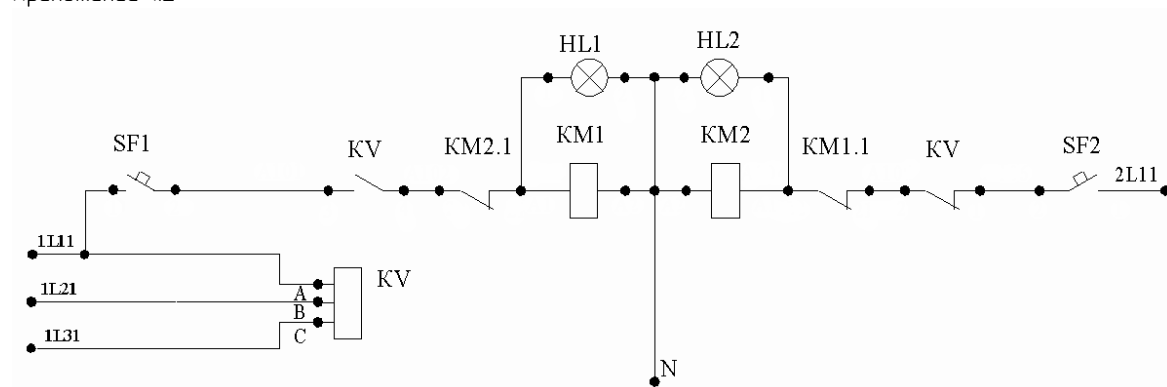 HL1
HL2
SF1
KV
KM2.1
KM1
KM2
KM1.1
KV
SF2
2L11
1L11
1L21
1L31
A
B
C
KV
N